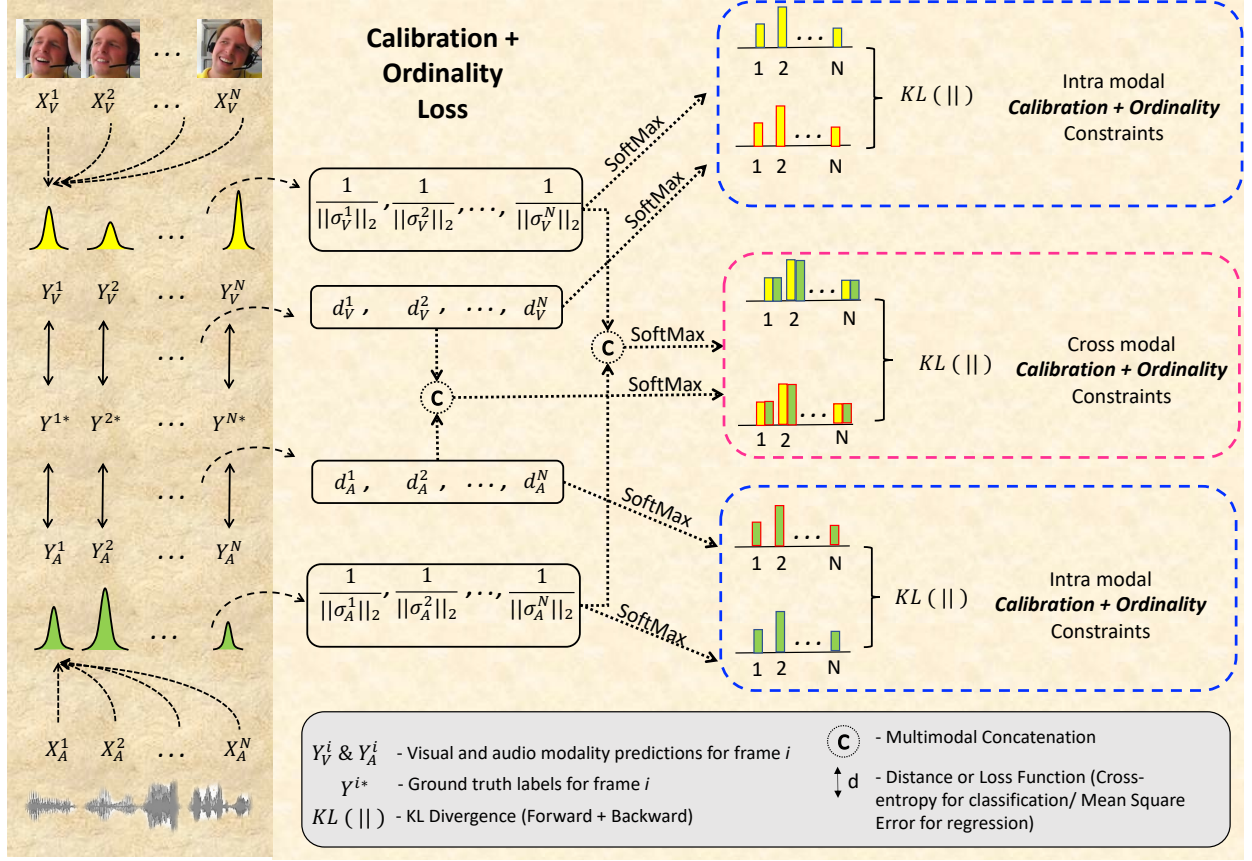 Calibration +
Ordinality
Loss
X_V^1 X_V^2 ... X_V^N
1/||σ_V^1||_2 , 1/||σ_V^2||_2 ,..., 1/||σ_V^N||_2
Y_V^1 Y_V^2 ... Y_V^N
d_V^1 , d_V^2 , ..., d_V^N
Y^{1*} Y^{2*} ... Y^{N*}
d_A^1 , d_A^2 , ..., d_A^N
Y_A^1 Y_A^2 ... Y_A^N
1/||σ_A^1||_2 , 1/||σ_A^2||_2 ,.., 1/||σ_A^N||_2
X_A^1 X_A^2 ... X_A^N
C
C
SoftMax
SoftMax
SoftMax
SoftMax
SoftMax
SoftMax
...
1 2 N
...
1 2 N
KL ( || )
Intra modal
Calibration + Ordinality
Constraints
...
1 2 N
...
1 2 N
KL ( || )
Cross modal
Calibration + Ordinality
Constraints
...
1 2 N
...
1 2 N
KL ( || )
Intra modal
Calibration + Ordinality
Constraints
Y_V^i & Y_A^i - Visual and audio modality predictions for frame i
Y^{i*} - Ground truth labels for frame i
KL ( || ) - KL Divergence (Forward + Backward)
C - Multimodal Concatenation
d - Distance or Loss Function (Cross-
entropy for classification/ Mean Square
Error for regression)